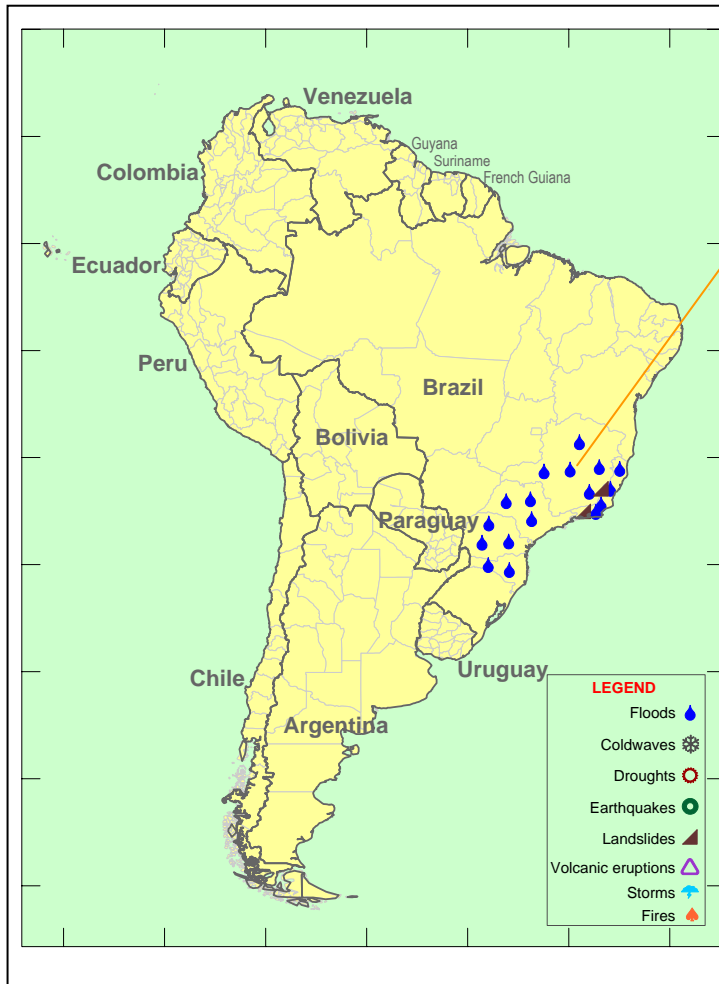 Venezuela
Guyana
Suriname
French Guiana
Colombia
Ecuador
Peru
Brazil
Bolivia
Paraguay
Uruguay
Chile
Argentina
LEGEND
Floods
Coldwaves
Droughts
Earthquakes
Landslides
Volcanic eruptions
Storms
Fires